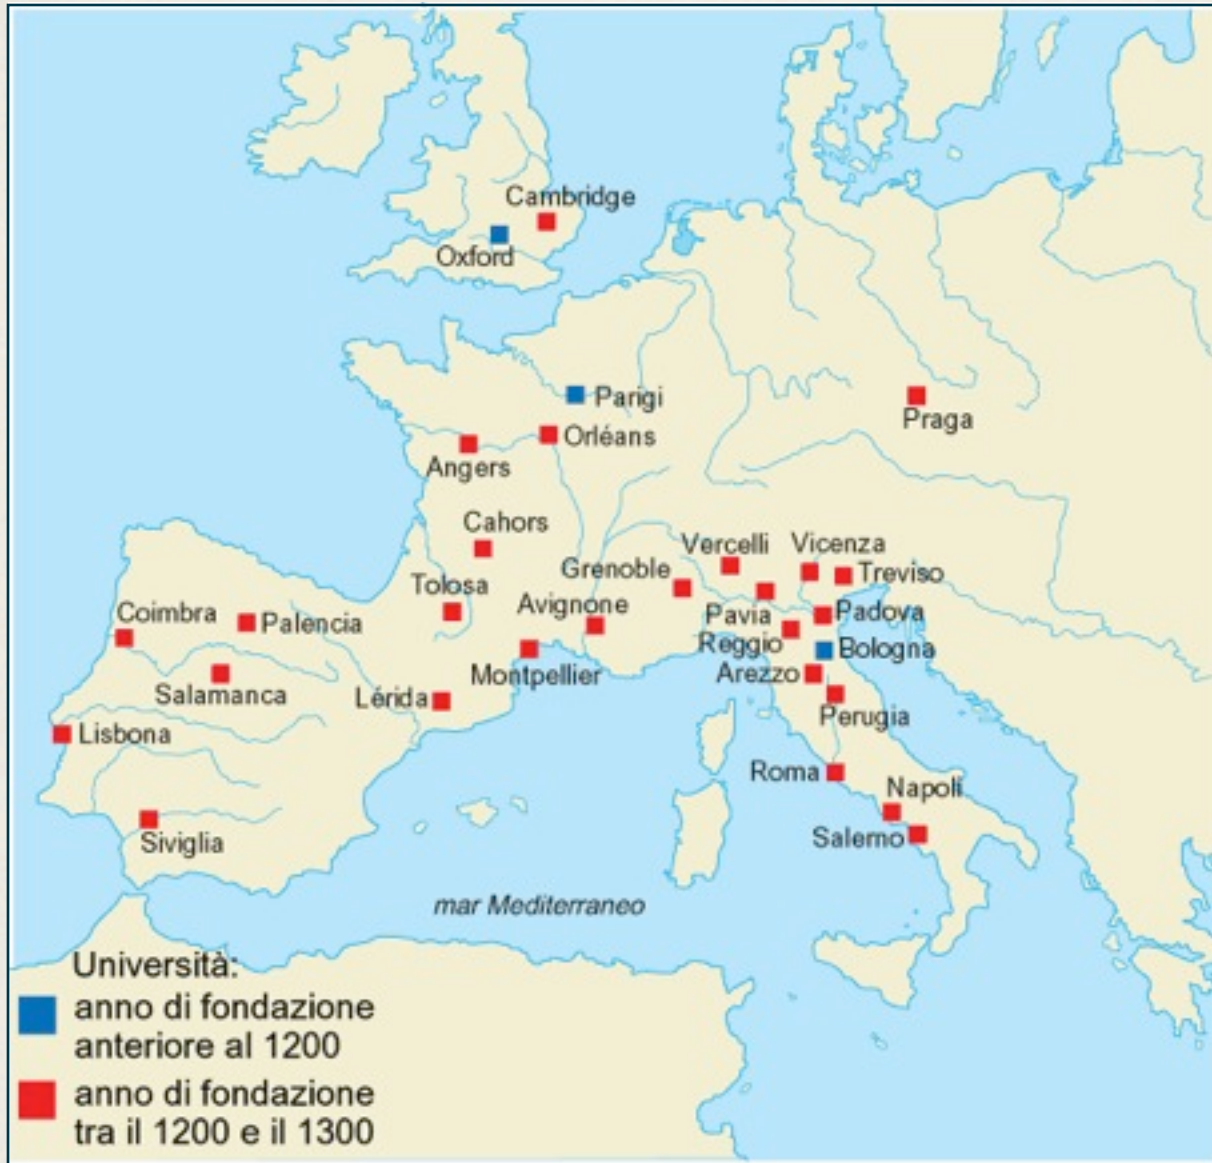 Cambridge
Oxford
Parigi
Orléans
Praga
Angers
Cahors
Vercelli
Vicenza
Grenoble
Treviso
Tolosa
Avignone
Coimbra
Palencia
Pavia
Padova
Reggio
Bologna
Montpellier
Arezzo
Salamanca
Lérida
Perugia
Lisbona
Roma
Napoli
Siviglia
Salerno
mar Mediterraneo
Università:
anno di fondazione
anteriore al 1200
anno di fondazione
tra il 1200 e il 1300